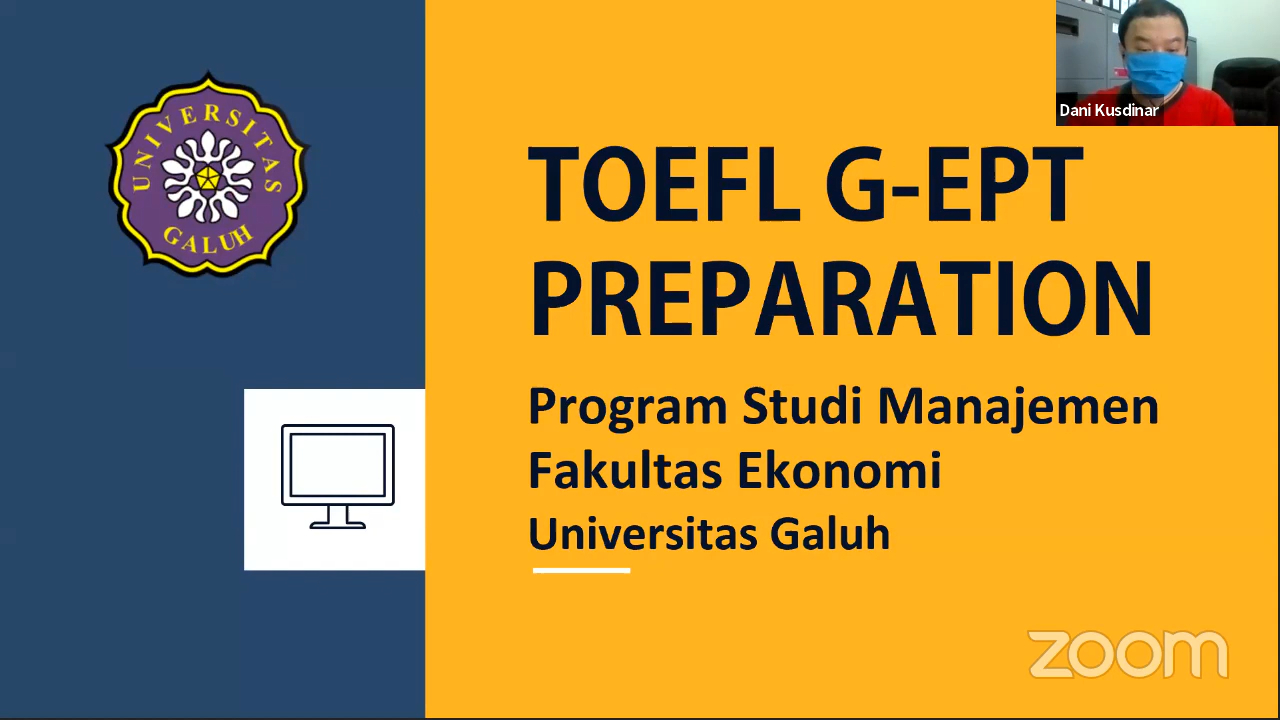 UNIVERSITAS
GALUH
Dani Kusdinar
TOEFL G-EPT
PREPARATION
Program Studi Manajemen
Fakultas Ekonomi
Universitas Galuh
zoom